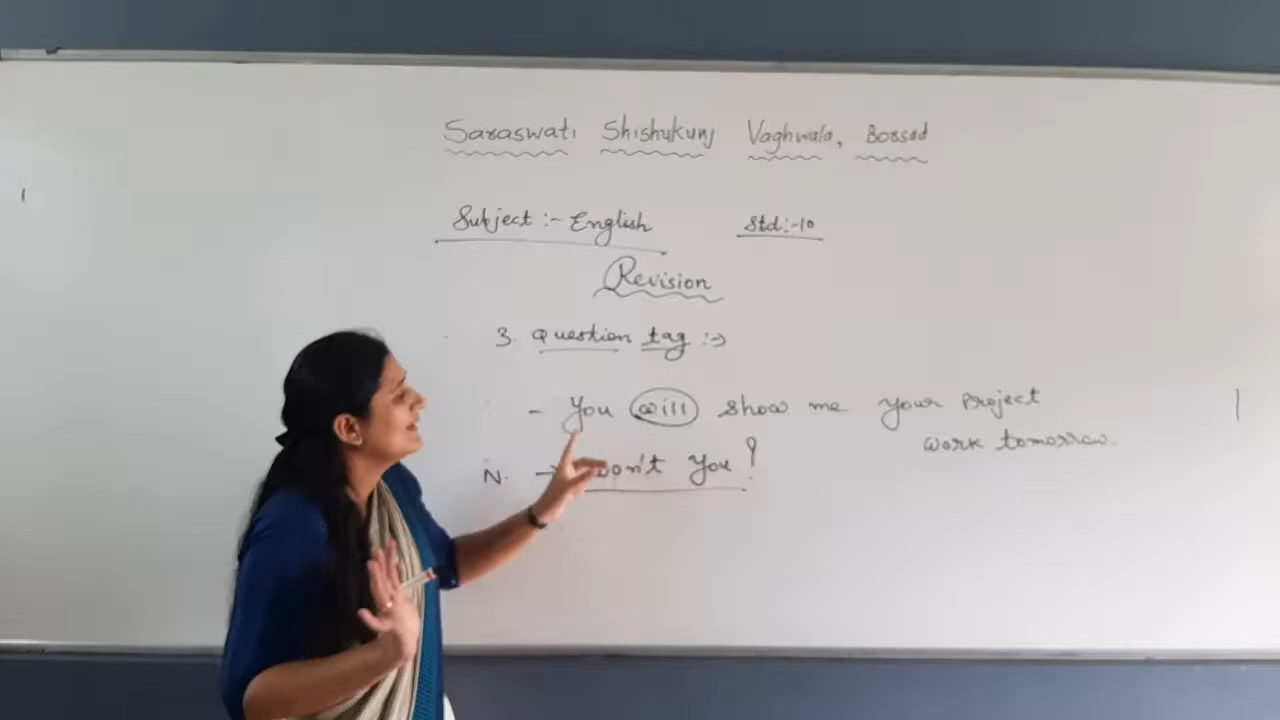 Saraswati Shishukunj Vaghwala, Borsad
Subject :- English Std:-10
Revision
3. Question tag :->
- You will show me your project
work tomorrow.
N. → won't you?